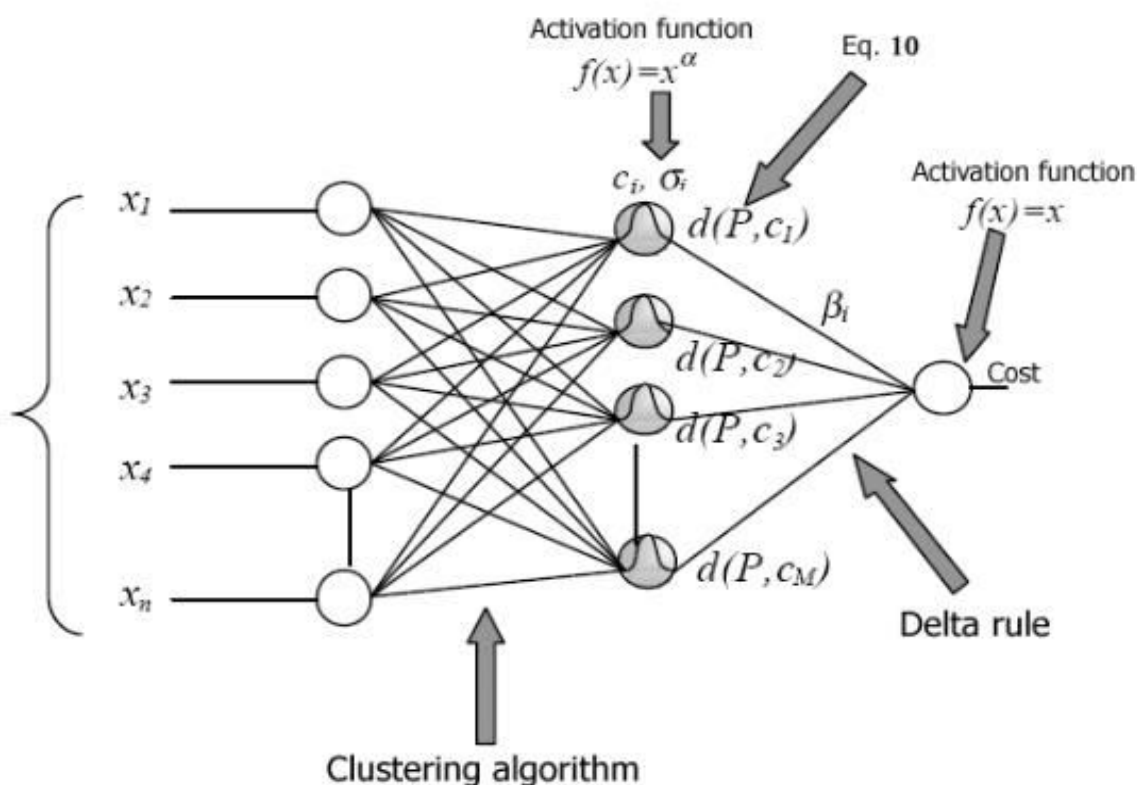 Activation function
f(x)=x^α
Eq. 10
Activation function
f(x)=x
c_i, σ_i
x_1
d(P,c_1)
x_2
β_i
d(P,c_2)
x_3
Cost
d(P,c_3)
x_4
d(P,c_M)
x_n
Delta rule
Clustering algorithm